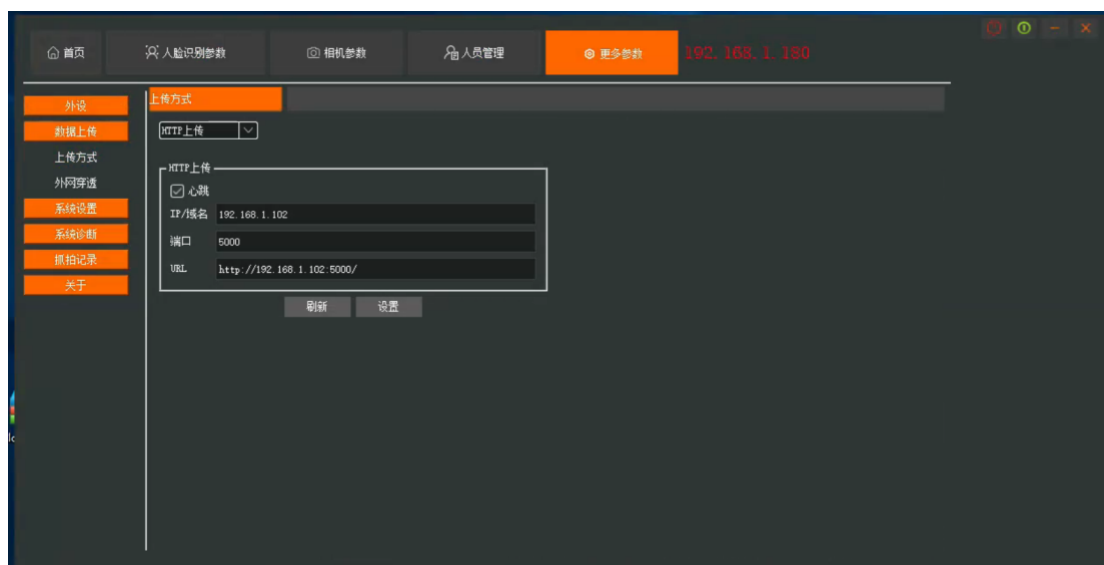 首页 人脸识别参数 相机参数 人员管理 更多参数 192.168.1.180
外设
数据上传
上传方式
外网穿透
系统设置
系统诊断
抓拍记录
关于
上传方式
HTTP上传
HTTP上传
心跳
IP/域名 192.168.1.102
端口 5000
URL http://192.168.1.102:5000/
刷新 设置